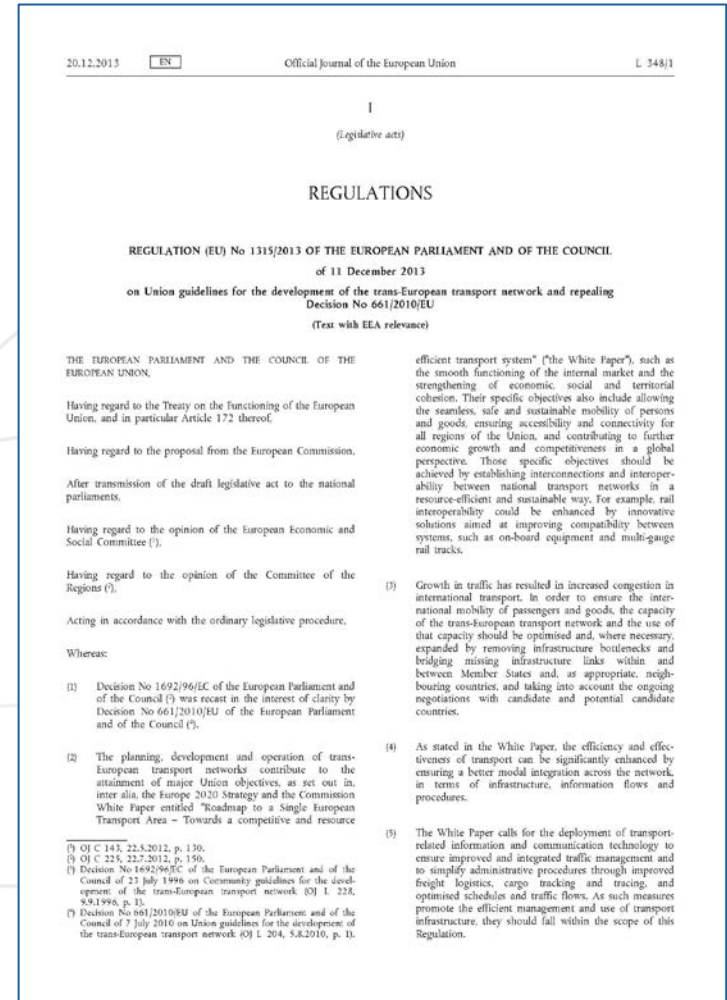 20.12.2013 EN Official Journal of the European Union L 348/1
I
(Legislative acts)
REGULATIONS
REGULATION (EU) No 1315/2013 OF THE EUROPEAN PARLIAMENT AND OF THE COUNCIL
of 11 December 2013
on Union guidelines for the development of the trans-European transport network and repealing
Decision No 661/2010/EU
(Text with EEA relevance)
THE EUROPEAN PARLIAMENT AND THE COUNCIL OF THE
EUROPEAN UNION,
Having regard to the Treaty on the Functioning of the European
Union, and in particular Article 172 thereof,
Having regard to the proposal from the European Commission,
After transmission of the draft legislative act to the national
parliaments,
Having regard to the opinion of the European Economic and
Social Committee (1),
Having regard to the opinion of the Committee of the
Regions (2),
Acting in accordance with the ordinary legislative procedure,
Whereas:
(1) Decision No 1692/96/EC of the European Parliament and
of the Council (3) was recast in the interest of clarity by
Decision No 661/2010/EU of the European Parliament
and of the Council (4).
(2) The planning, development and operation of trans-
European transport networks contribute to the
attainment of major Union objectives, as set out in,
inter alia, the Europe 2020 Strategy and the Commission
White Paper entitled "Roadmap to a Single European
Transport Area – Towards a competitive and resource
(1) OJ C 143, 22.5.2012, p. 130.
(2) OJ C 225, 22.7.2012, p. 150.
(3) Decision No 1692/96/EC of the European Parliament and of the
Council of 23 July 1996 on Community guidelines for the devel-
opment of the trans-European transport network (OJ L 228,
9.9.1996, p. 1).
(4) Decision No 661/2010/EU of the European Parliament and of the
Council of 7 July 2010 on Union guidelines for the development of
the trans-European transport network (OJ L 204, 5.8.2010, p. 1).
efficient transport system" ("the White Paper"), such as
the smooth functioning of the internal market and the
strengthening of economic, social and territorial
cohesion. Their specific objectives also include allowing
the seamless, safe and sustainable mobility of persons
and goods, ensuring accessibility and connectivity for
all regions of the Union, and contributing to further
economic growth and competitiveness in a global
perspective. Those specific objectives should be
achieved by establishing interconnections and interoper-
ability between national transport networks in a
resource-efficient and sustainable way. For example, rail
interoperability could be enhanced by innovative
solutions aimed at improving compatibility between
systems, such as on-board equipment and multi-gauge
rail tracks.
(3) Growth in traffic has resulted in increased congestion in
international transport. In order to ensure the inter-
national mobility of passengers and goods, the capacity
of the trans-European transport network and the use of
that capacity should be optimised and, where necessary,
expanded by removing infrastructure bottlenecks and
bridging missing infrastructure links within and
between Member States and, as appropriate, neigh-
bouring countries, and taking into account the ongoing
negotiations with candidate and potential candidate
countries.
(4) As stated in the White Paper, the efficiency and effec-
tiveness of transport can be significantly enhanced by
ensuring a better modal integration across the network,
in terms of infrastructure, information flows and
procedures.
(5) The White Paper calls for the deployment of transport-
related information and communication technology to
ensure improved and integrated traffic management and
to simplify administrative procedures through improved
freight logistics, cargo tracking and tracing, and
optimised schedules and traffic flows. As such measures
promote the efficient management and use of transport
infrastructure, they should fall within the scope of this
Regulation.